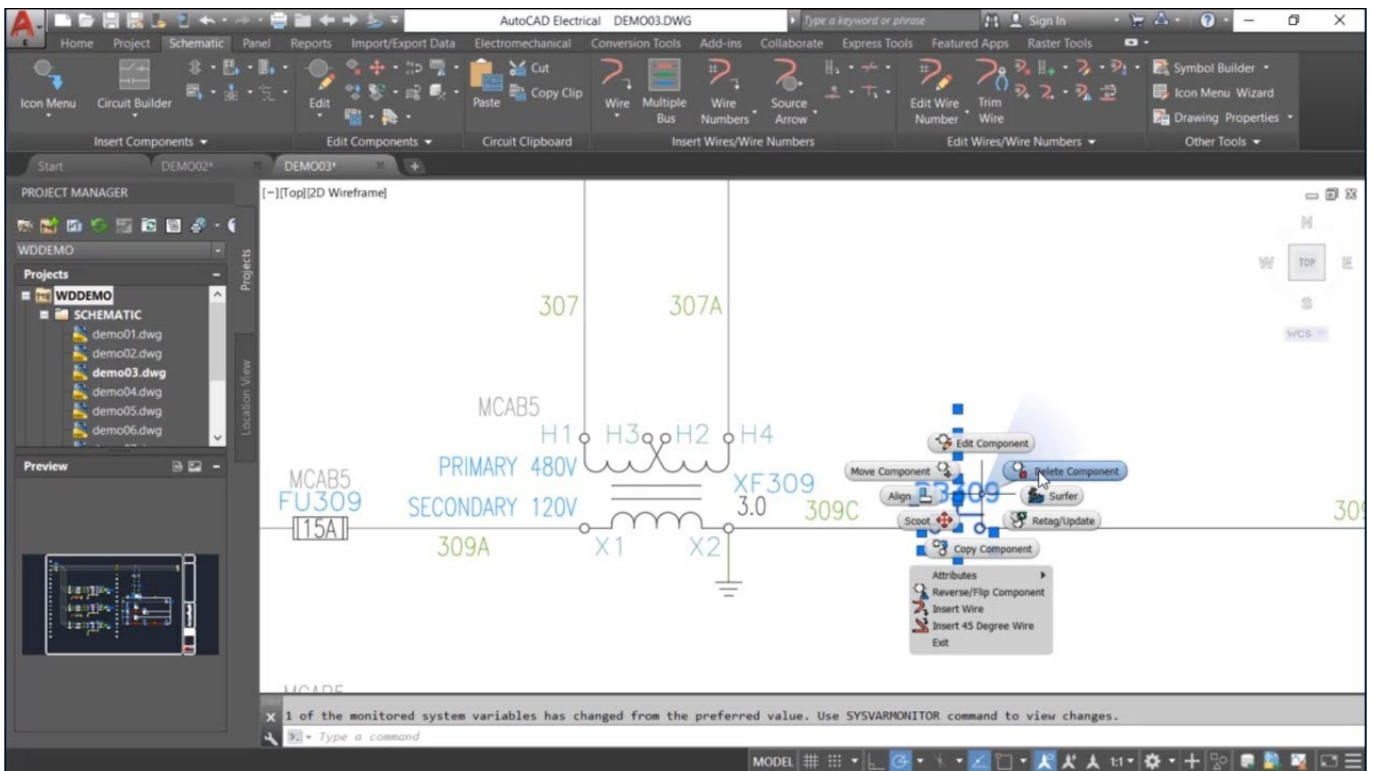 AutoCAD Electrical DEMO03.DWG
Type a keyword or phrase
Sign In
Home Project Schematic Panel Reports Import/Export Data Electromechanical Conversion Tools Add-ins Collaborate Express Tools Featured Apps Raster Tools
Icon Menu
Circuit Builder
Edit
Paste
Cut
Copy Clip
Wire
Multiple
Bus
Wire
Numbers
Source
Arrow
Edit Wire
Number
Trim
Wire
Symbol Builder
Icon Menu Wizard
Drawing Properties
Insert Components
Edit Components
Circuit Clipboard
Insert Wires/Wire Numbers
Edit Wires/Wire Numbers
Other Tools
Start DEMO02* DEMO03*
PROJECT MANAGER
WDDEMO
Projects
WDDEMO
SCHEMATIC
demo01.dwg
demo02.dwg
demo03.dwg
demo04.dwg
demo05.dwg
demo06.dwg
Projects
Location View
Preview
[−][Top][2D Wireframe]
N
W TOP E
S
WCS
307 307A
MCAB5
H1 H3 H2 H4
PRIMARY 480V
SECONDARY 120V
MCAB5
FU309
15A
309A
X1 X2
XF309
3.0
309C
Edit Component
Move Component
Delete Component
Align
Surfer
Scoot
Retag/Update
Copy Component
Attributes
Reverse/Flip Component
Insert Wire
Insert 45 Degree Wire
Exit
1 of the monitored system variables has changed from the preferred value. Use SYSVARMONITOR command to view changes.
Type a command
MODEL
1:1